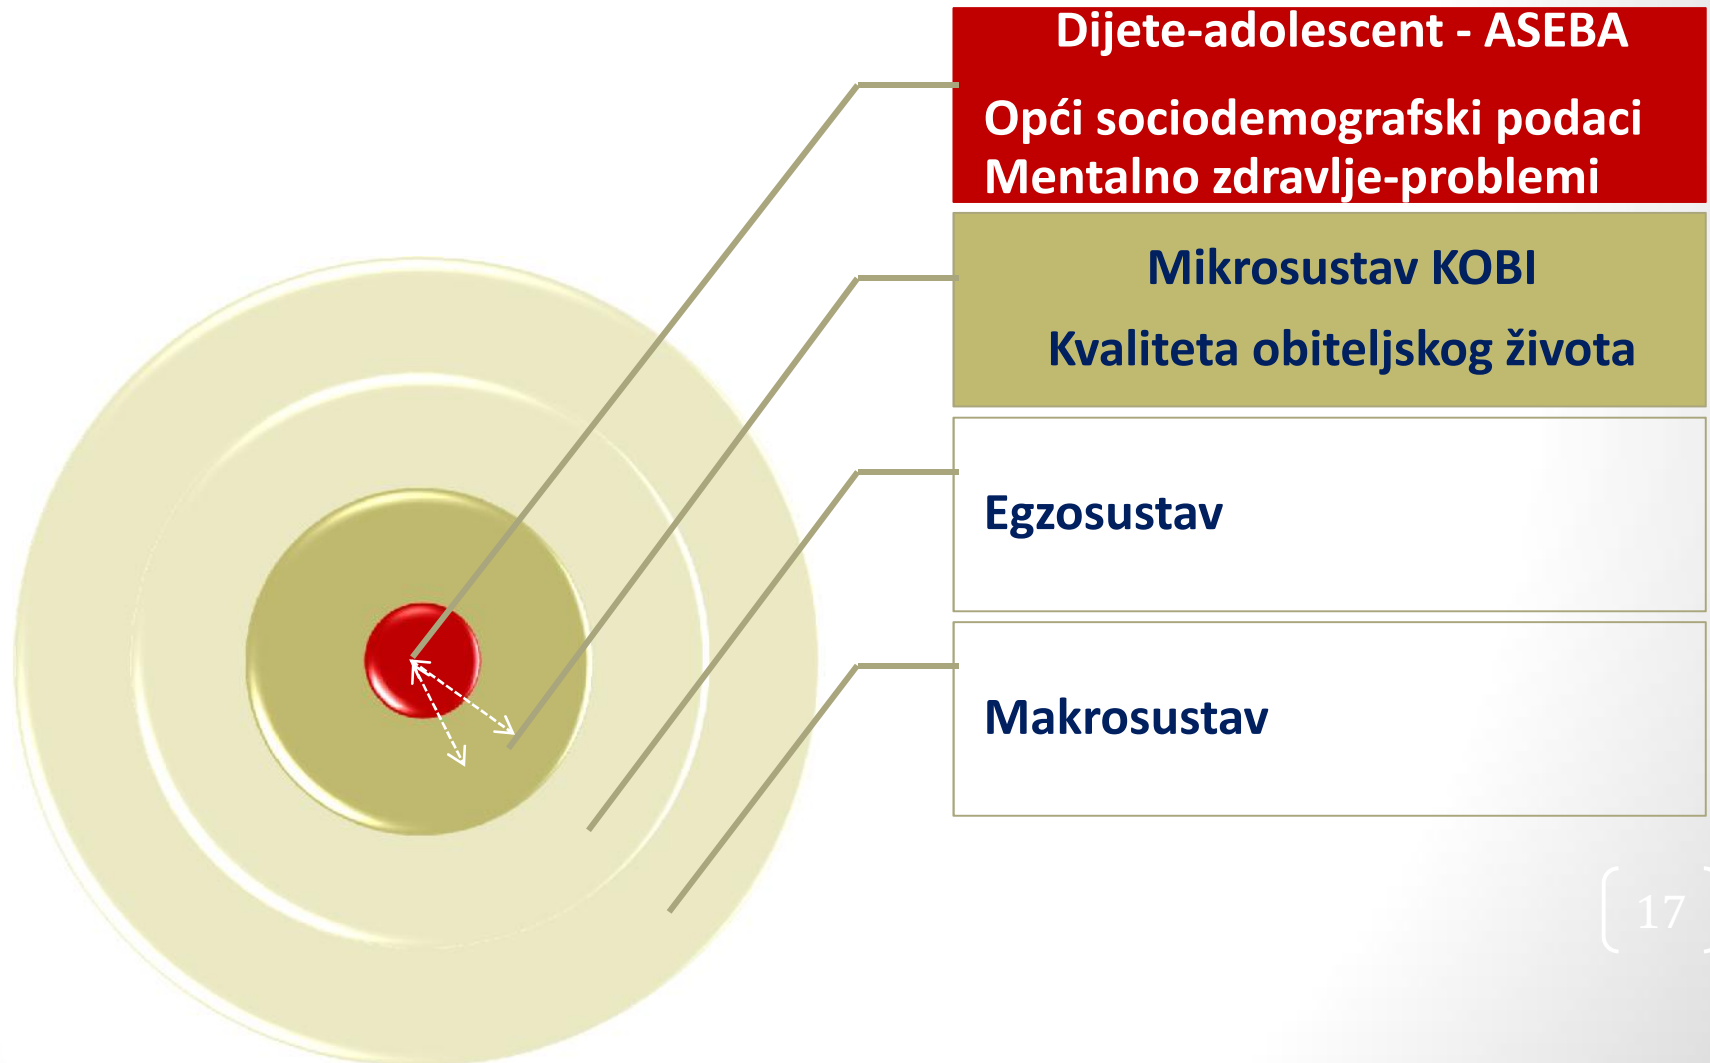 Dijete-adolescent - ASEBA
Opći sociodemografski podaci
Mentalno zdravlje-problemi
Mikrosustav KOBI
Kvaliteta obiteljskog života
Egzosustav
Makrosustav
17